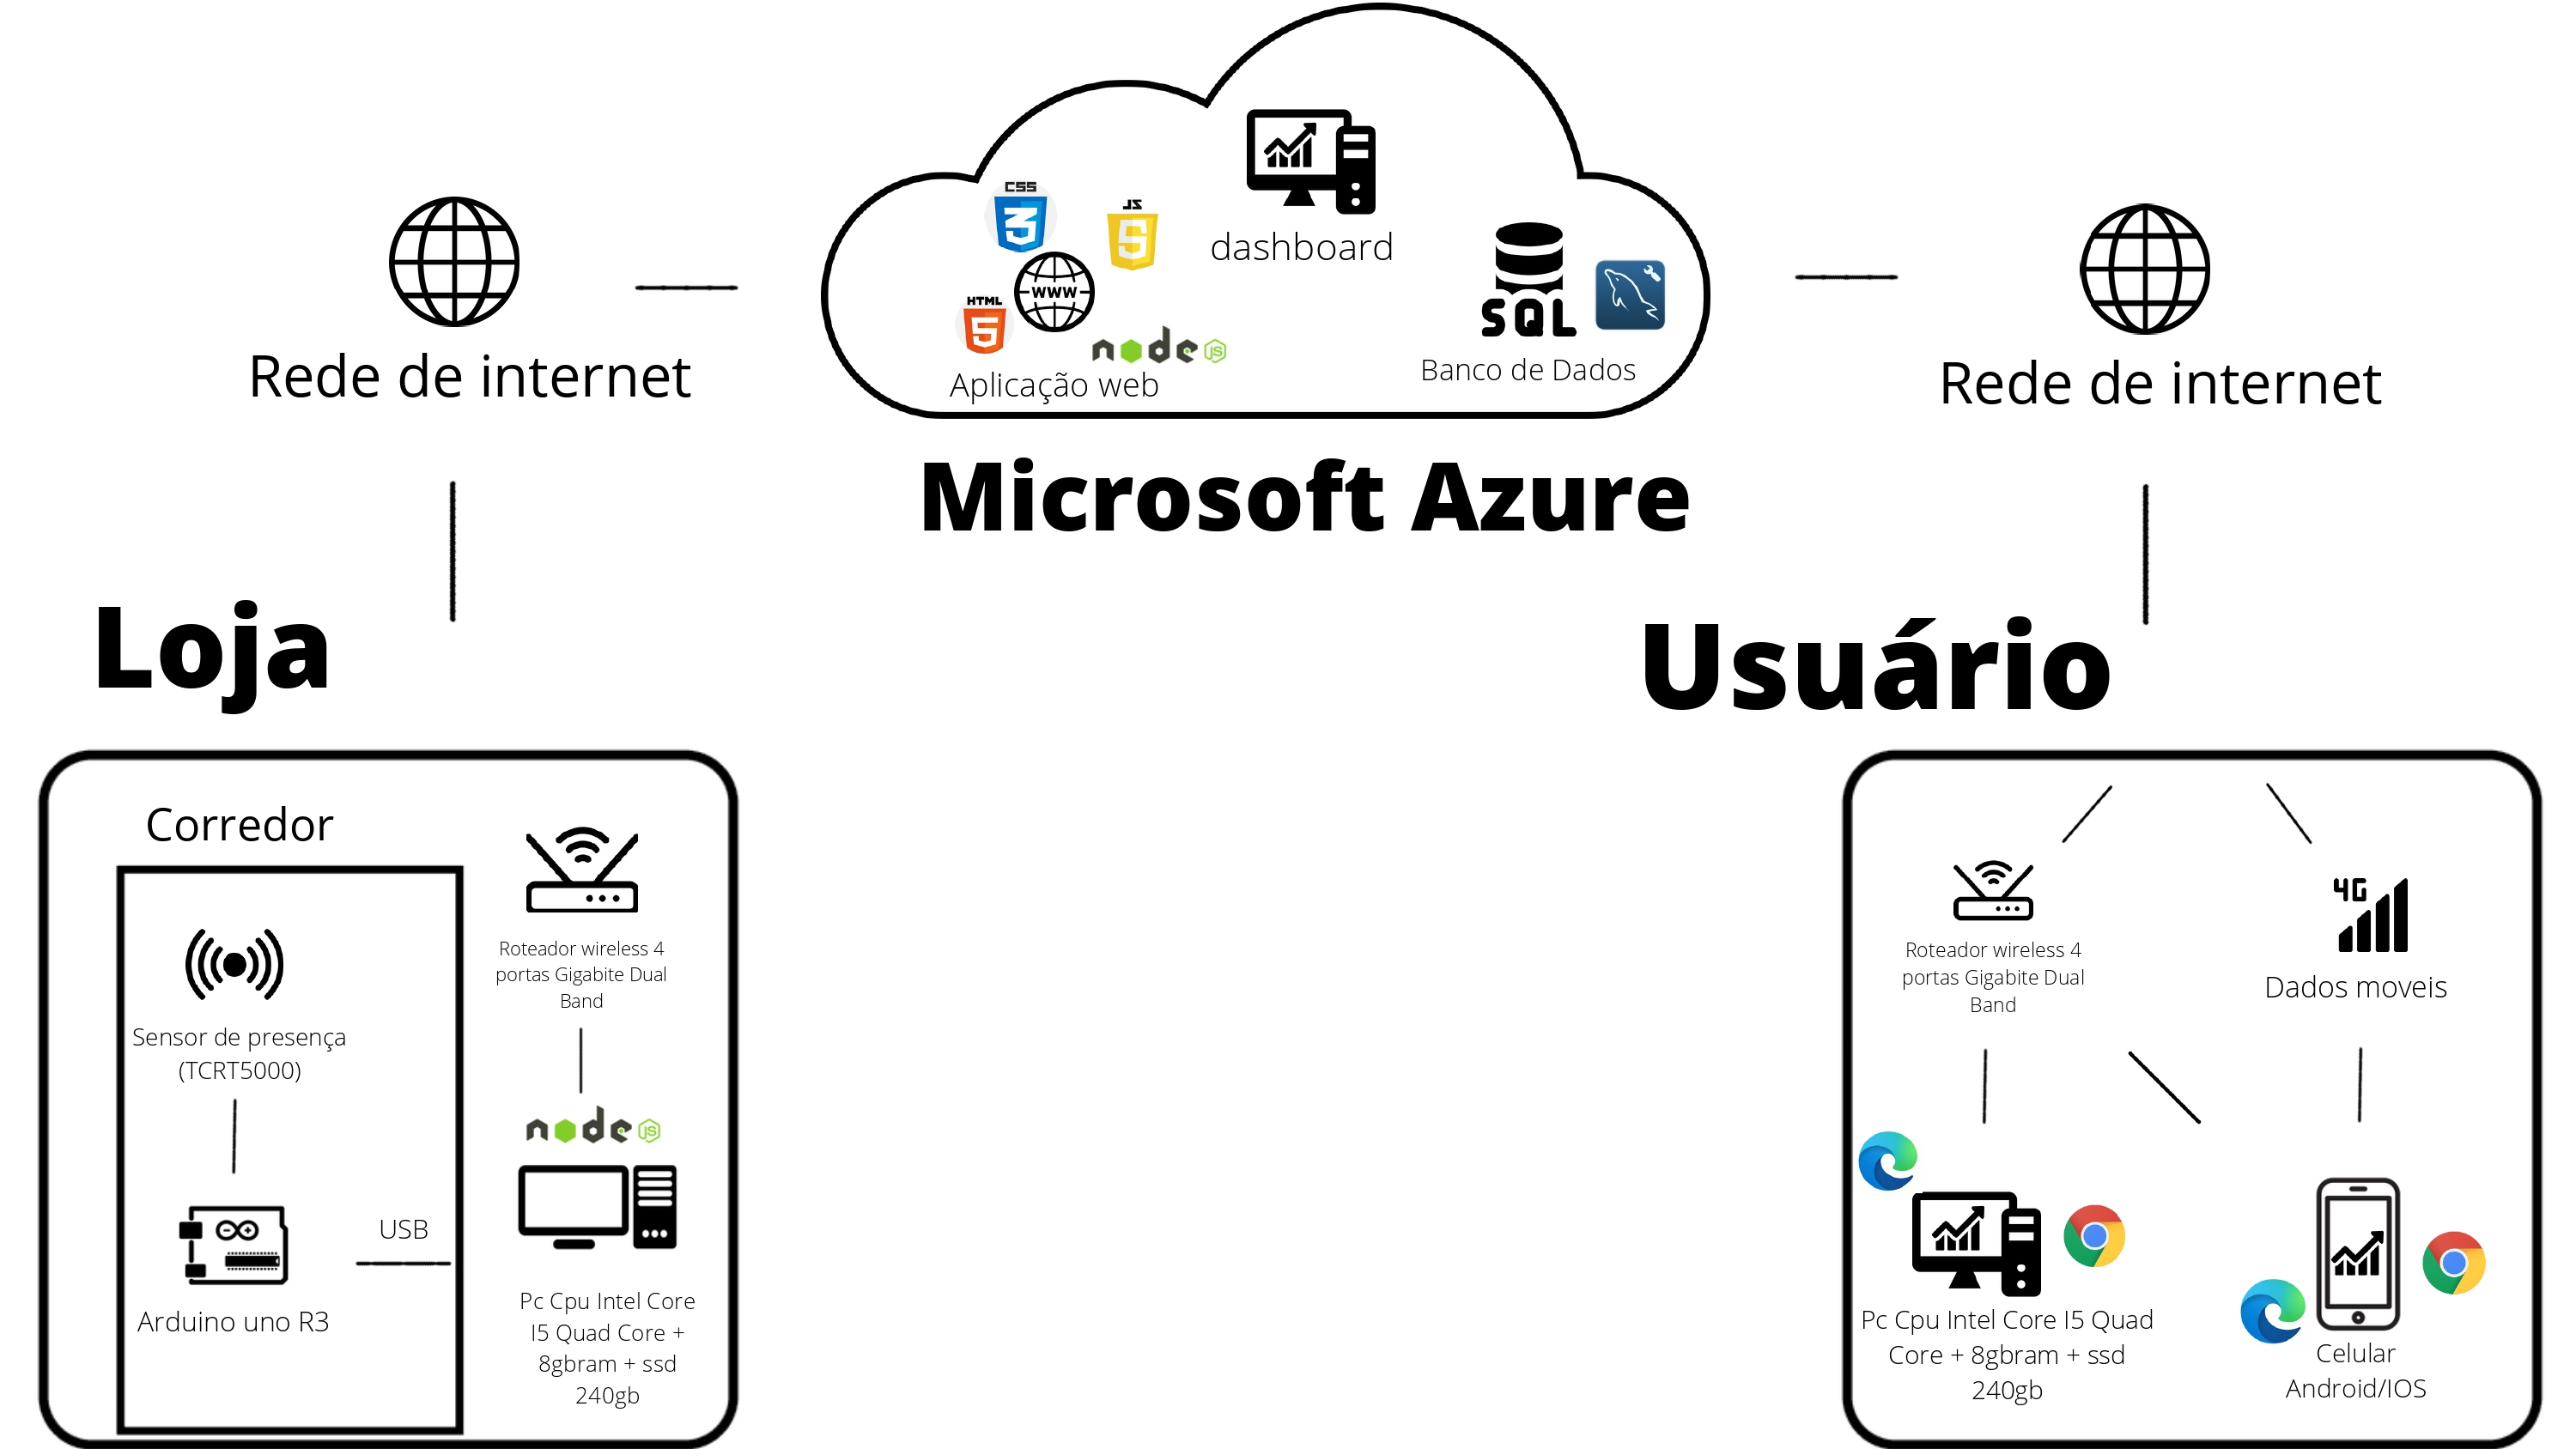 CSS
JS
WWW
HTML
5
node
JS
Aplicação web
dashboard
SQL
Banco de Dados
Rede de internet
Rede de internet
Microsoft Azure
Loja
Usuário
Corredor
Sensor de presença
(TCRT5000)
Arduino uno R3
USB
Roteador wireless 4
portas Gigabite Dual
Band
node
JS
Pc Cpu Intel Core
I5 Quad Core +
8gbram + ssd
240gb
Roteador wireless 4
portas Gigabite Dual
Band
4G
Dados moveis
Pc Cpu Intel Core I5 Quad
Core + 8gbram + ssd
240gb
Celular
Android/IOS